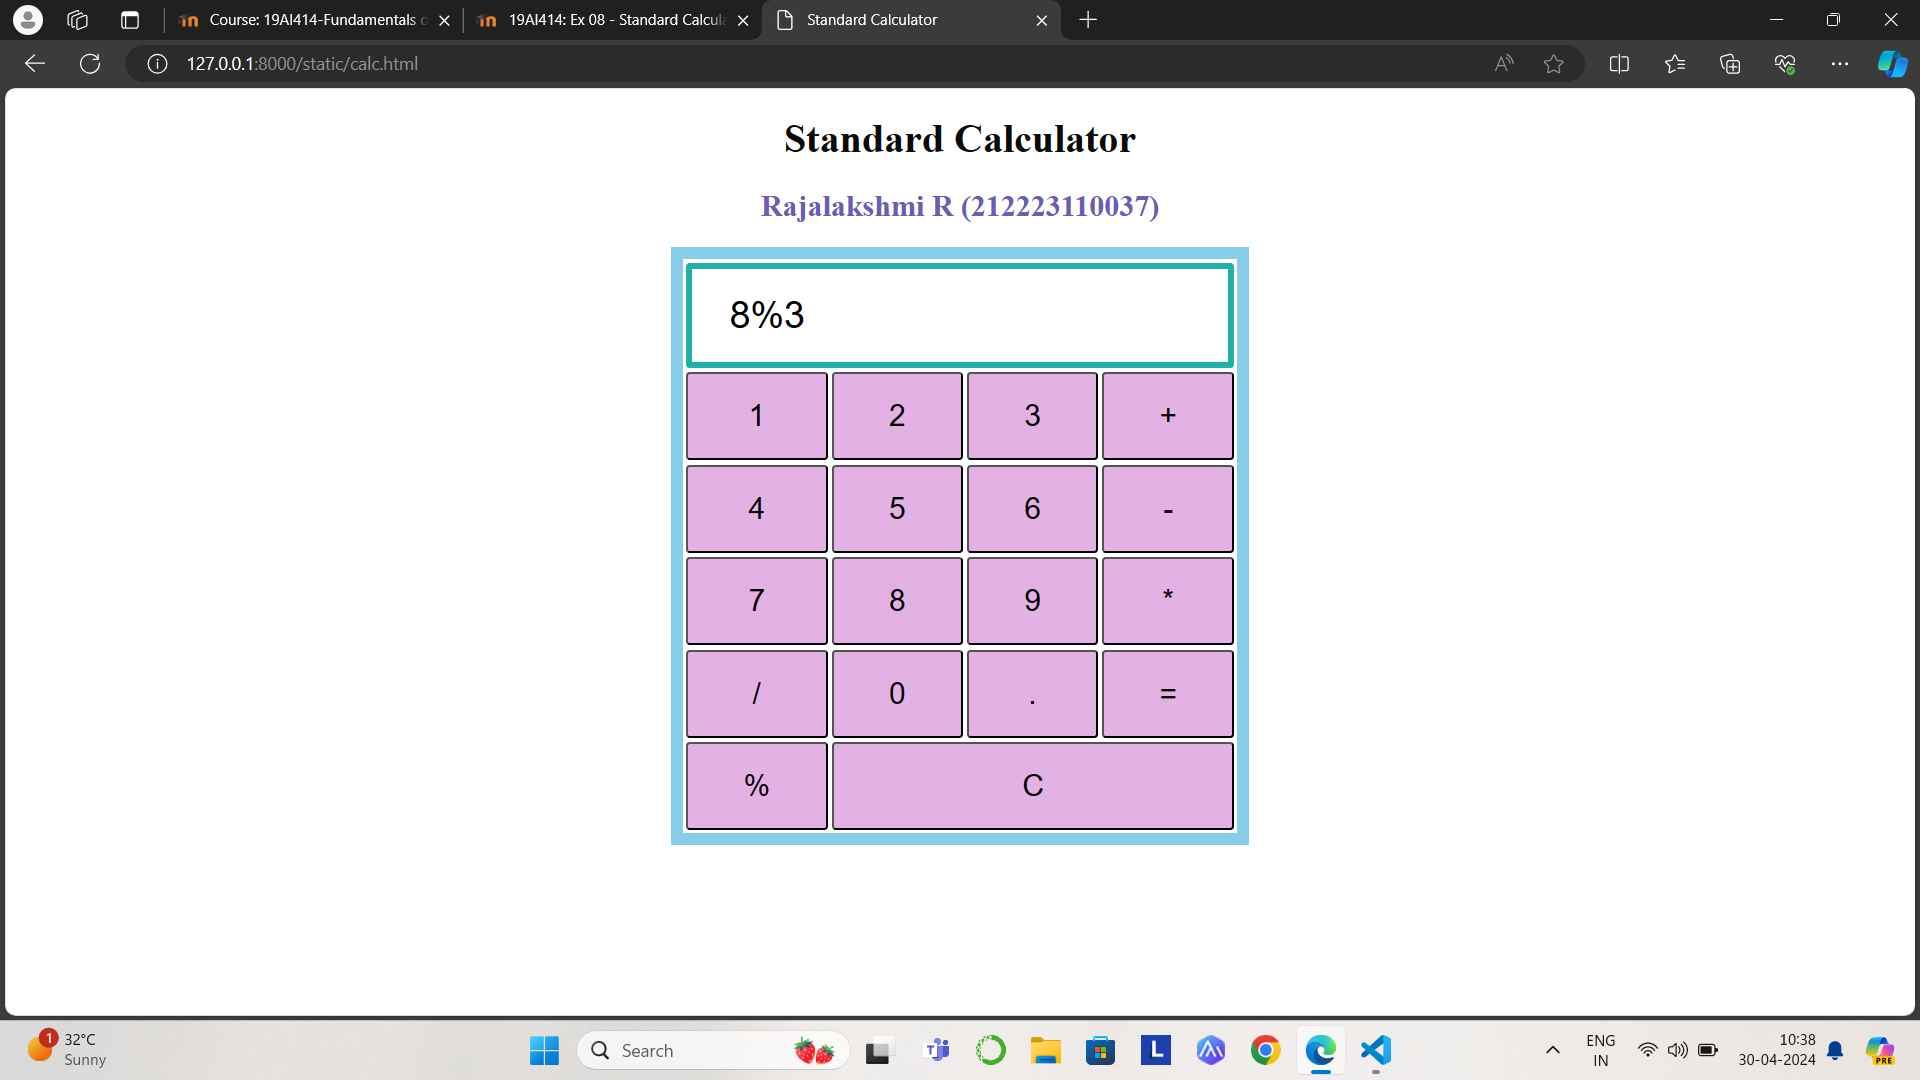 Course: 19AI414-Fundamentals o
19AI414: Ex 08 - Standard Calcula
Standard Calculator
127.0.0.1:8000/static/calc.html
Standard Calculator
Rajalakshmi R (212223110037)
8%3
1 2 3 +
4 5 6 -
7 8 9 *
/ 0 . =
% C
1
32°C
Sunny
Search
L
ENG
IN
10:38
30-04-2024
PRE